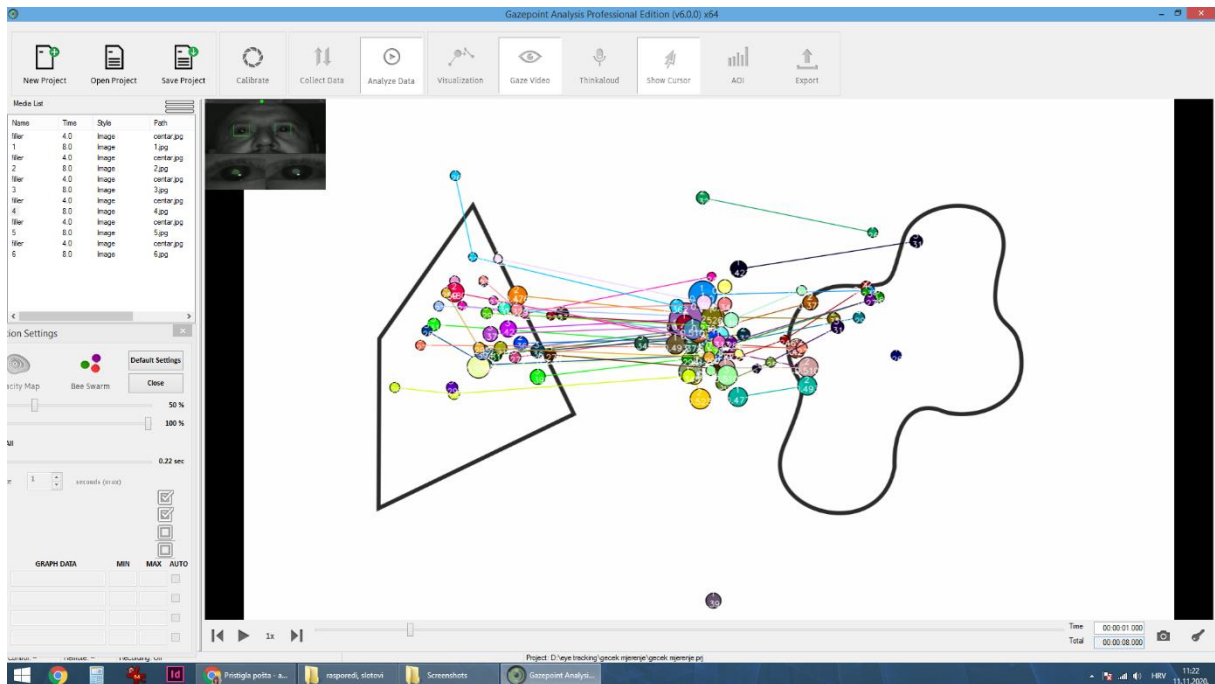 Gazepoint Analysis Professional Edition (v6.0.0) x64
New Project Open Project Save Project Calibrate Collect Data Analyze Data Visualization Gaze Video Thinkaloud Show Cursor AOI Export
Media List
Name Time Style Path
filler 4.0 Image centar.jpg
1 8.0 Image 1.jpg
filler 4.0 Image centar.jpg
2 8.0 Image 2.jpg
filler 4.0 Image centar.jpg
3 8.0 Image 3.jpg
filler 4.0 Image centar.jpg
4 8.0 Image 4.jpg
filler 4.0 Image centar.jpg
5 8.0 Image 5.jpg
filler 4.0 Image centar.jpg
6 8.0 Image 6.jpg
tion Settings
Default Settings
acity Map Bee Swarm Close
50 %
100 %
0.22 sec
1 seconds (max)
GRAPH DATA MIN MAX AUTO
1x
Time 00:00:01.000
Total 00:00:08.000
Project: D:\eye tracking\gecek mjerenje\gecek mjerenje.prj
Pristigla pošta - a... rasporedi, slotovi Screenshots Gazepoint Analysi...
HRV 11:22
11.11.2020.